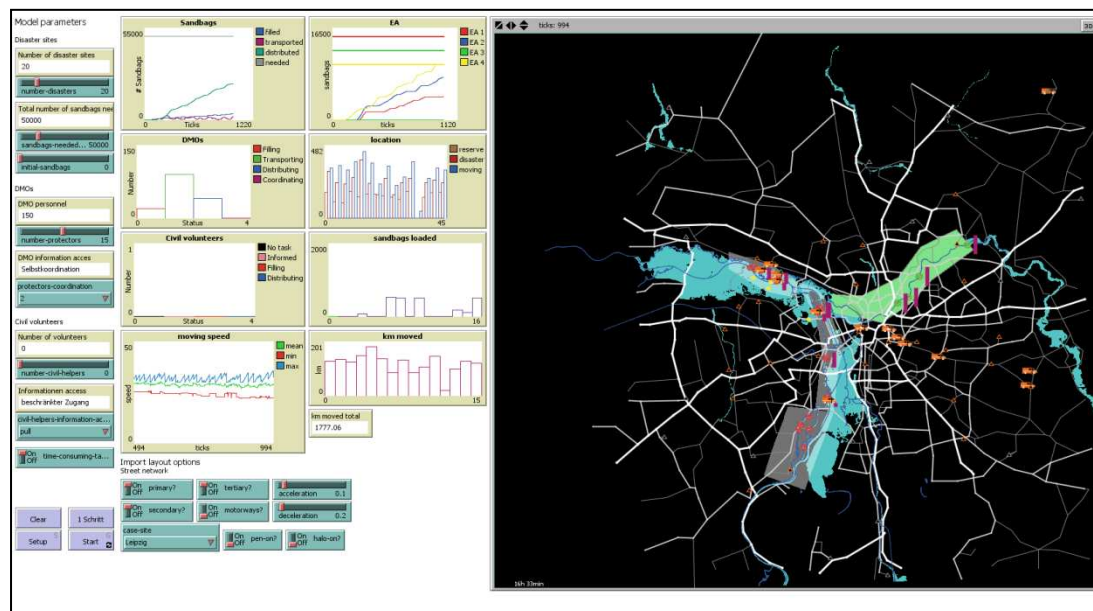 Model parameters
Disaster sites
Number of disaster sites
20
number-disasters 20
Total number of sandbags nee
50000
sandbags-needed... 50000
initial-sandbags 0
DMOs
DMO personnel
150
number-protectors 15
DMO information acces
Selbstkoordination
protectors-coordination
2
Civil volunteers
Number of volunteers
0
number-civil-helpers 0
Informationen access
beschränkter Zugang
civil-helpers-information-ac...
pull
On
Off
time-consuming-ta...
Clear
1 Schritt
Setup
Start
Sandbags
55000
# Sandbags
0
0 Ticks 1220
filled
transported
distributed
needed
EA
16500
sandbags
0
0 ticks 1120
EA 1
EA 2
EA 3
EA 4
DMOs
150
Number
0
0 Status 4
Filling
Transporting
Distributing
Coordinating
location
482
0
0 45
reserve
disaster
moving
Civil volunteers
1
Number
0
0 Status 4
No task
Informed
Filling
Distributing
sandbags loaded
2000
0
0 16
moving speed
50
speed
0
494 ticks 994
mean
min
max
km moved
201
km
0
0 15
km moved total
1777.06
Import layout options
Street network
On
Off
primary?
On
Off
tertiary?
acceleration 0.1
On
Off
secondary?
On
Off
motorways?
deceleration 0.2
case-site
Leipzig
On
Off
pen-on?
On
Off
halo-on?
ticks: 994
3D
16h 33min